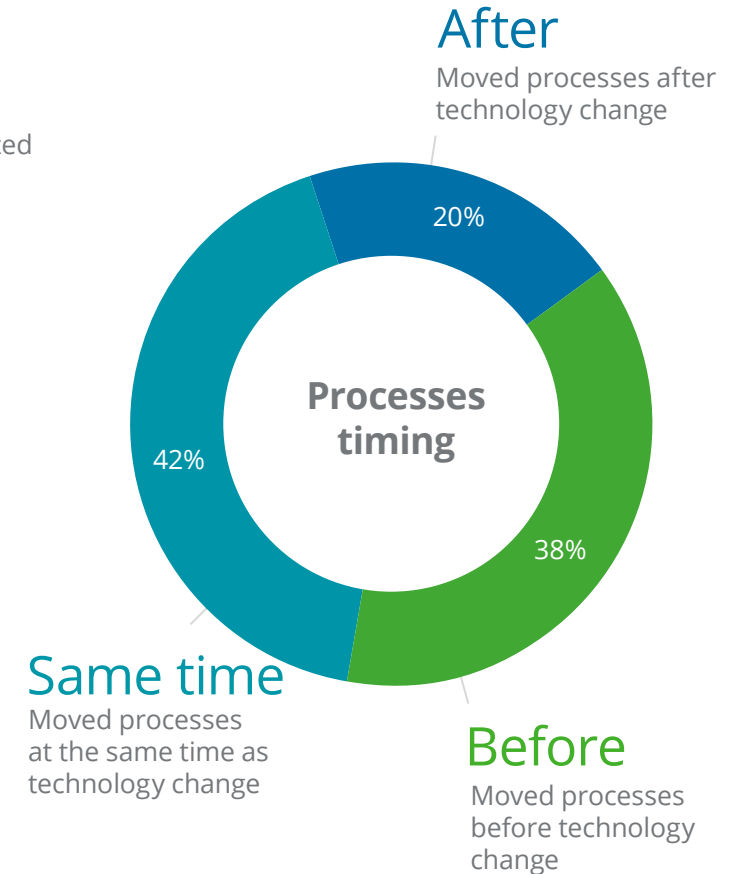 After
Moved processes after
technology change
20%
Processes
timing
42%
38%
Same time
Moved processes
at the same time as
technology change
Before
Moved processes
before technology
change